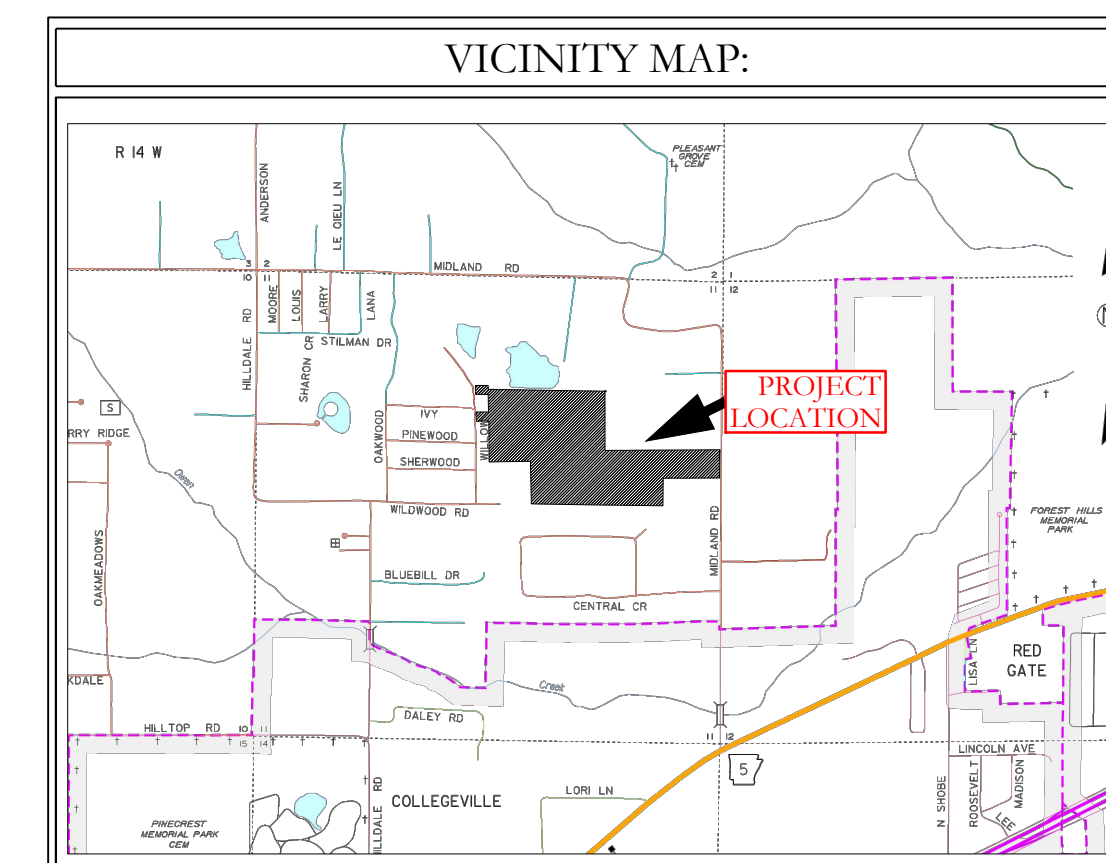 VICINITY MAP:
R 14 W
ANDERSON
LE QIEU LN
PLEASANT
GROVE
CEM
MIDLAND RD
3 2
10 11
2 1
11 12
HILLDALE RD
MOORE
LOUIS
LARRY
LANA
SHARON CR
STILMAN DR
PROJECT
LOCATION
S
RRY RIDGE
OAKWOOD
IVY
PINEWOOD
SHERWOOD
WILLOW
WILDWOOD RD
Owen
OAKMEADOWS
MIDLAND RD
FOREST HILLS
MEMORIAL
PARK
BLUEBILL DR
CENTRAL CR
RED
GATE
LISA LN
KDALE
Creek
DALEY RD
HILLTOP RD
10 11
15 14
11 12
5
LINCOLN AVE
COLLEGEVILLE
LORI LN
HILLDALE RD
N SHOBE
ROOSEVELT
MADISON
LEE
PINECREST
MEMORIAL PARK
CEM